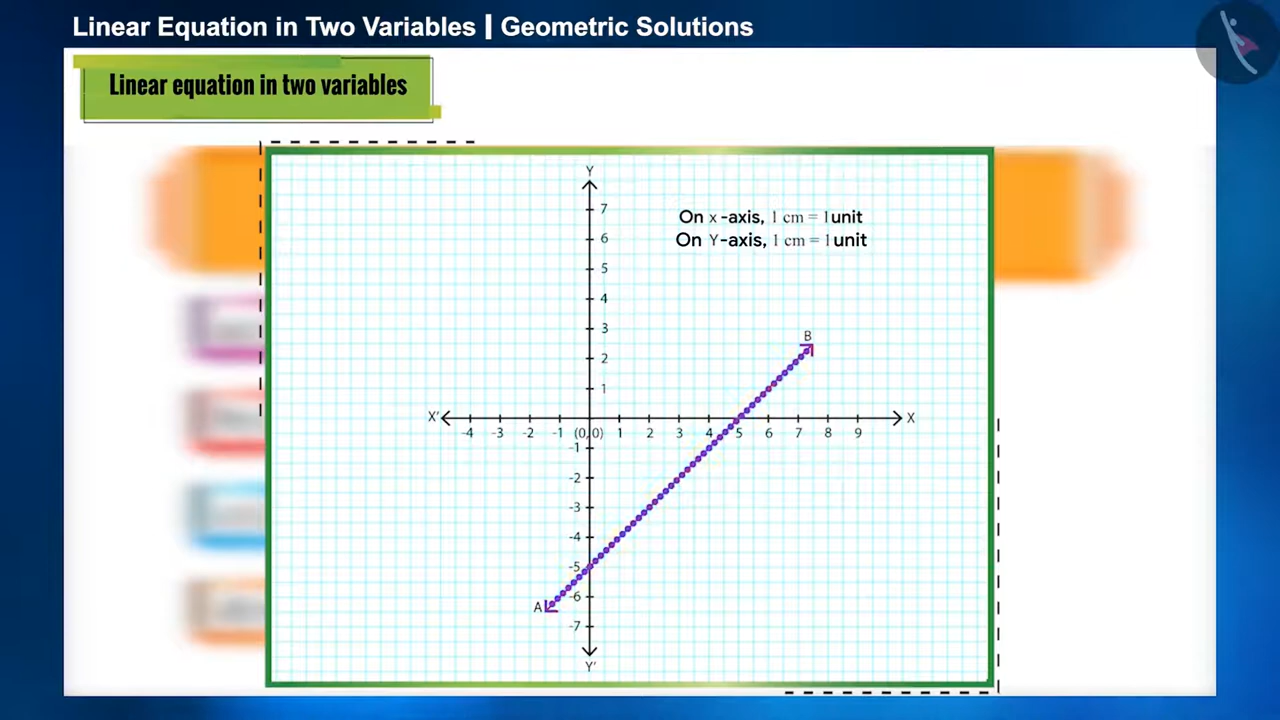 Linear Equation in Two Variables | Geometric Solutions
Linear equation in two variables
Y
On x -axis, 1 cm = 1 unit
On Y-axis, 1 cm = 1 unit
7
6
5
4
3
B
2
1
X' X
-4 -3 -2 -1 (0,0) 1 2 3 4 5 6 7 8 9
-1
-2
-3
-4
-5
-6
A
-7
Y'